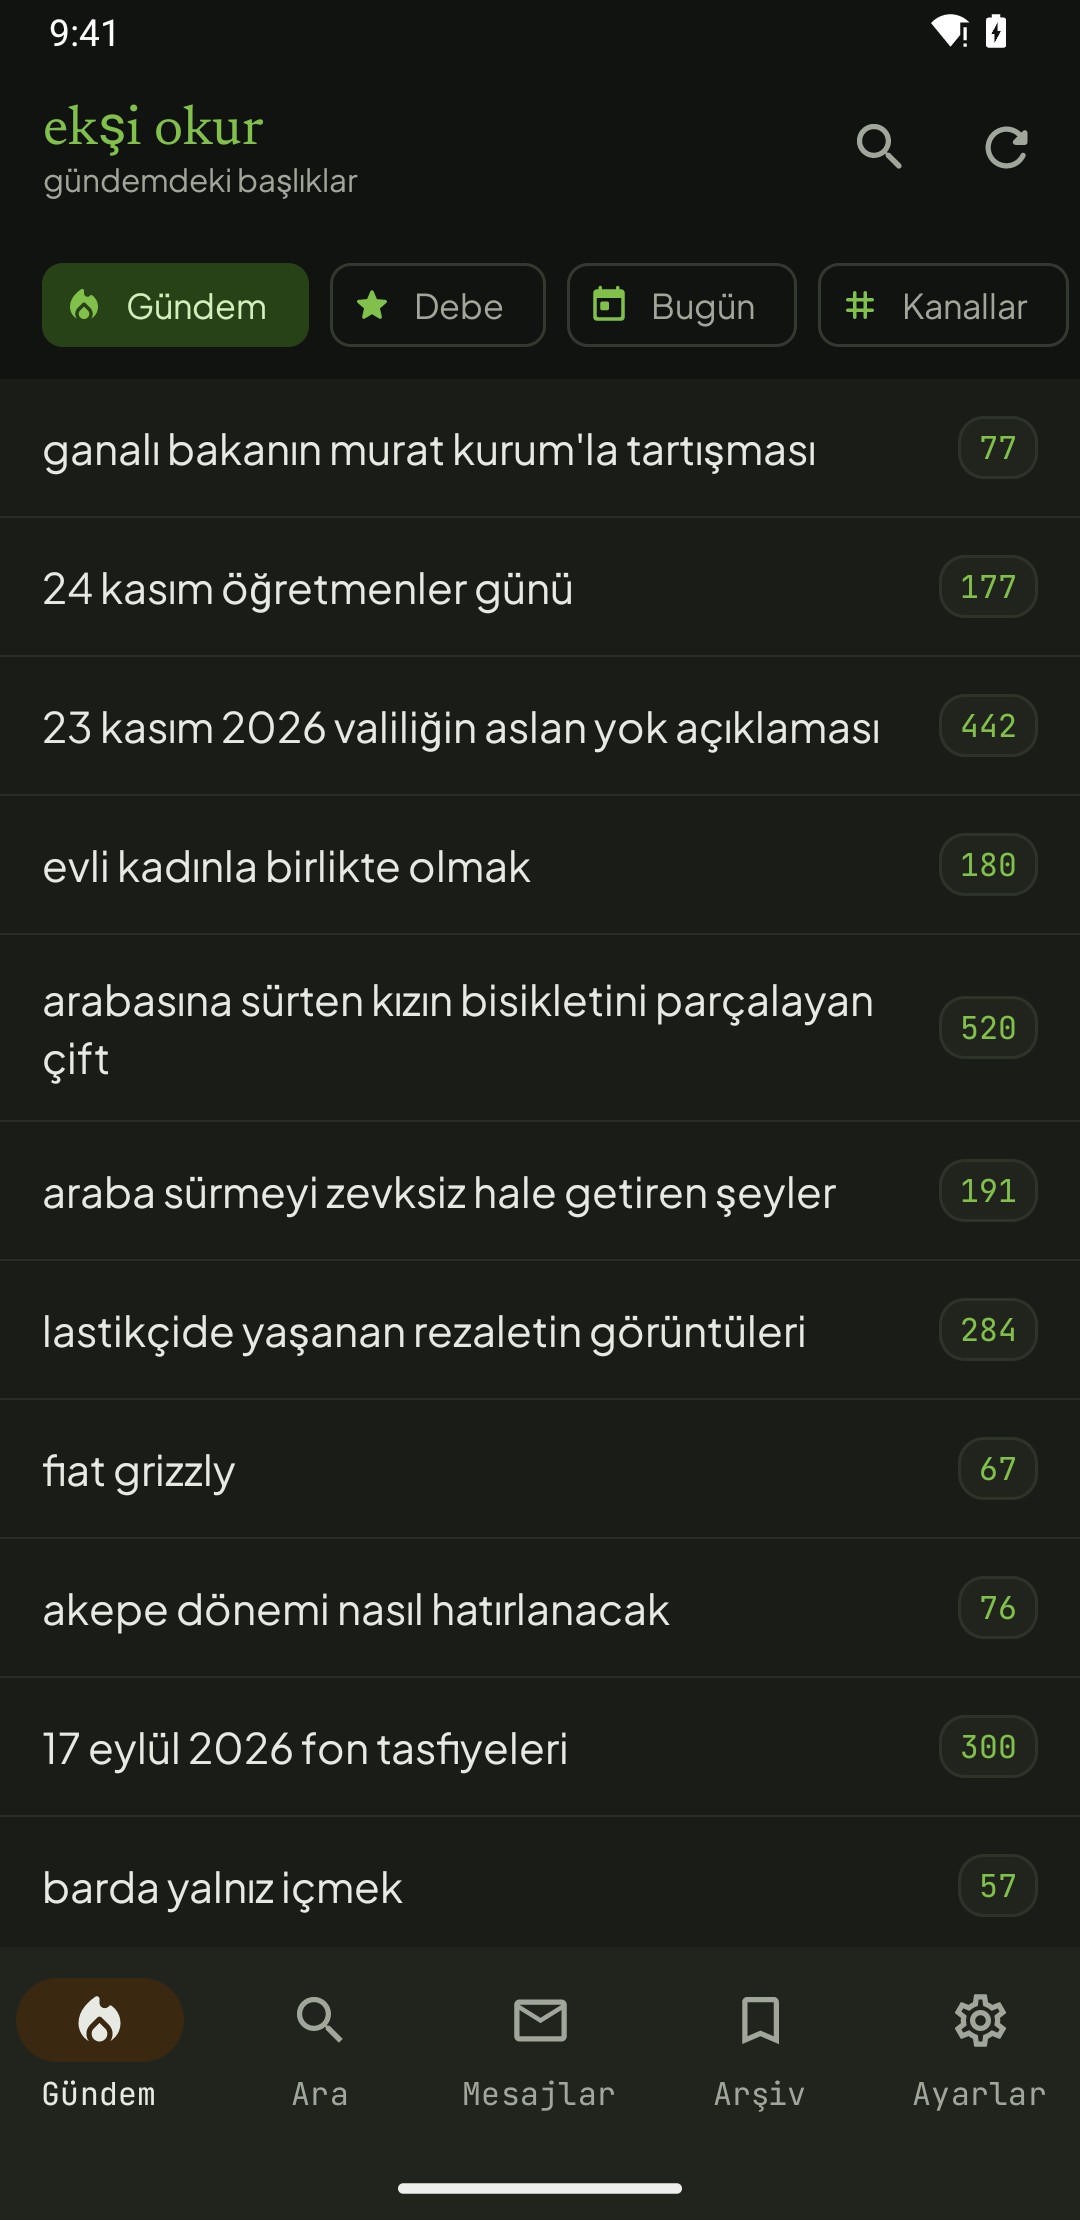 9:41
ekşi okur
gündemdeki başlıklar
Gündem
Debe
Bugün
Kanallar
ganalı bakanın murat kurum'la tartışması
77
24 kasım öğretmenler günü
177
23 kasım 2026 valiliğin aslan yok açıklaması
442
evli kadınla birlikte olmak
180
arabasına sürten kızın bisikletini parçalayan
çift
520
araba sürmeyi zevksiz hale getiren şeyler
191
lastikçide yaşanan rezaletin görüntüleri
284
fiat grizzly
67
akepe dönemi nasıl hatırlanacak
76
17 eylül 2026 fon tasfiyeleri
300
barda yalnız içmek
57
Gündem
Ara
Mesajlar
Arşiv
Ayarlar